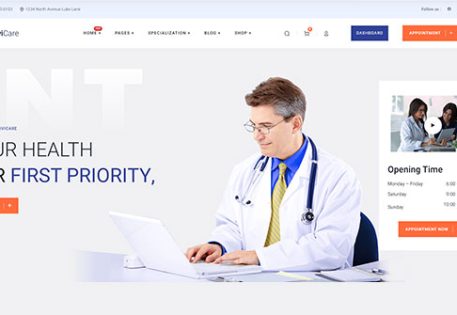 1234 North Avenue Luke Lane
Follow us :
Care
HOME
PAGES
SPECIALIZATION
BLOG
SHOP
DASHBOARD
APPOINTMENT
NT
VICARE
UR HEALTH
R FIRST PRIORITY,
Opening Time
Monday – Friday 6:00
Saturday 9:00
Sunday 10:00
APPOINTMENT NOW